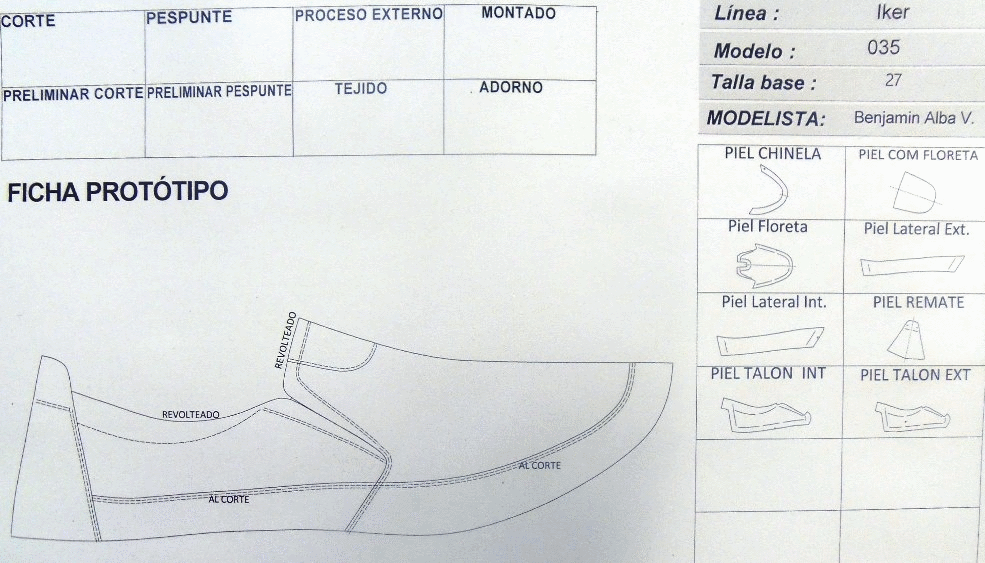 CORTE PESPUNTE PROCESO EXTERNO MONTADO
PRELIMINAR CORTE PRELIMINAR PESPUNTE TEJIDO ADORNO
Línea : Iker
Modelo : 035
Talla base : 27
MODELISTA: Benjamin Alba V.
FICHA PROTÓTIPO
PIEL CHINELA PIEL COM FLORETA
Piel Floreta Piel Lateral Ext.
Piel Lateral Int. PIEL REMATE
PIEL TALON INT PIEL TALON EXT
REVOLTEADO
REVOLTEADO
AL CORTE
AL CORTE